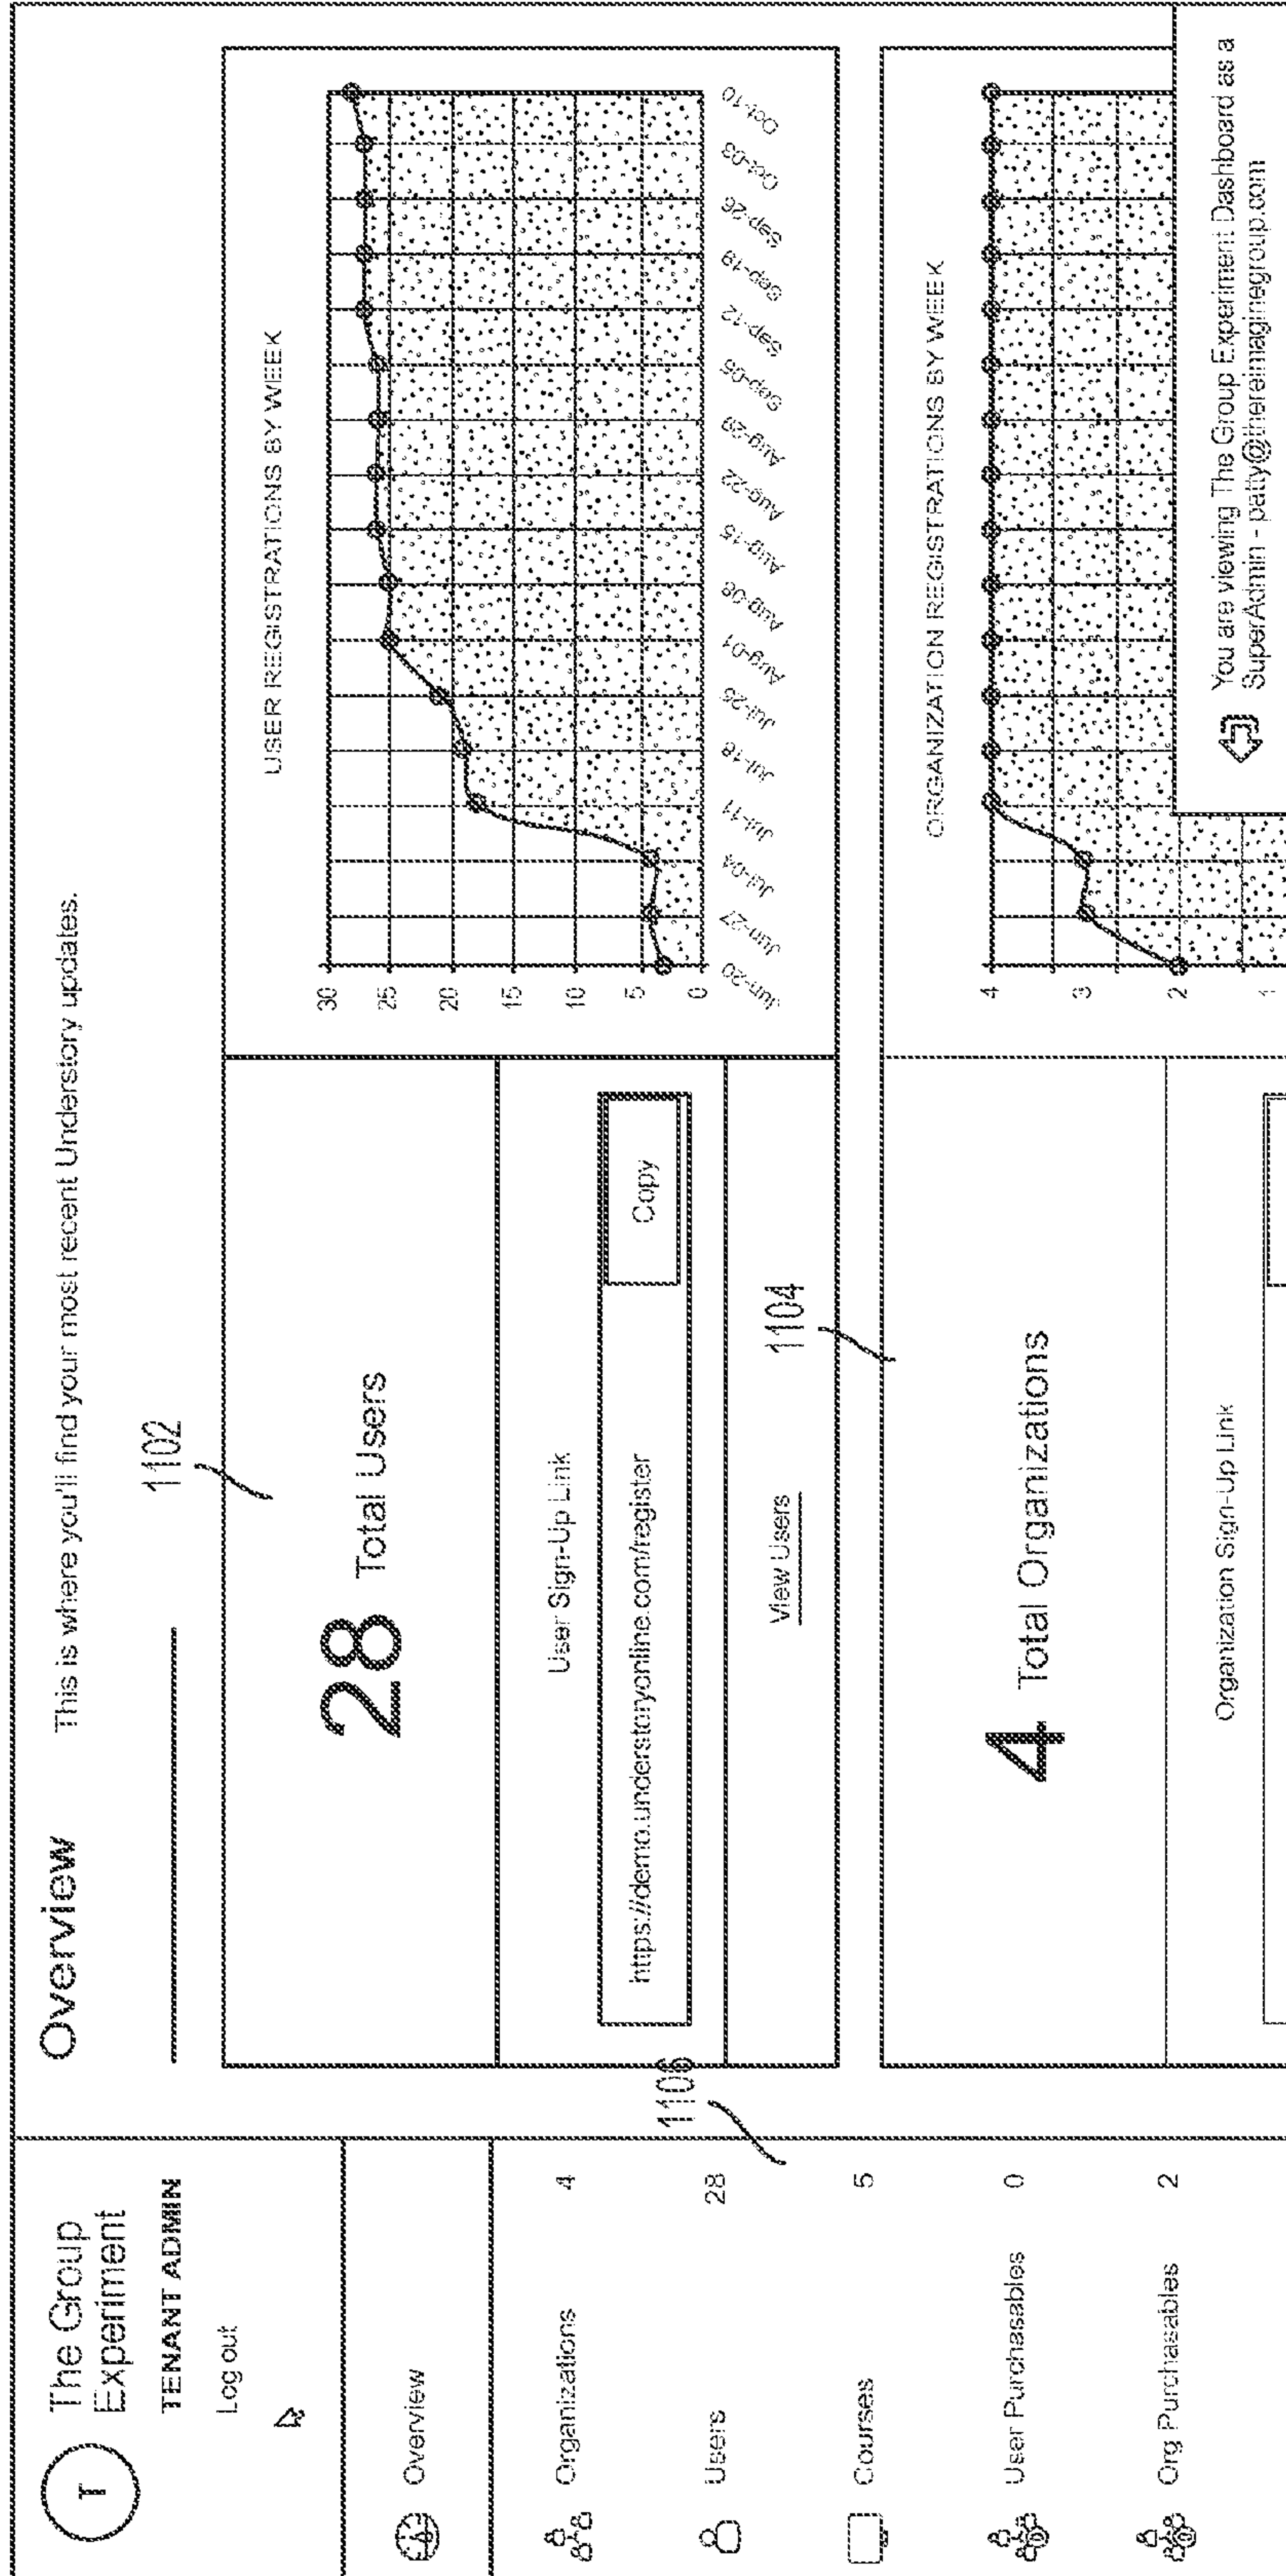 T
The Group
Experiment
TENANT ADMIN
Log out
Overview
Organizations 4
Users 28
Courses 5
User Purchasables 0
Org Purchasables 2
1106
Overview This is where you'll find your most recent Understory updates.
1102
28 Total Users
User Sign-Up Link
https://demo.understoryonline.com/register Copy
View Users
USER REGISTRATIONS BY WEEK
30
25
20
15
10
5
0
Jun-20 Jun-27 Jul-04 Jul-11 Jul-18 Jul-25 Aug-01 Aug-08 Aug-15 Aug-22 Aug-29 Sep-05 Sep-12 Sep-19 Sep-26 Oct-03 Oct-10
1104
4 Total Organizations
Organization Sign-Up Link
ORGANIZATION REGISTRATIONS BY WEEK
4
3
2
1
You are viewing The Group Experiment Dashboard as a
SuperAdmin - patty@thereimaginegroup.com